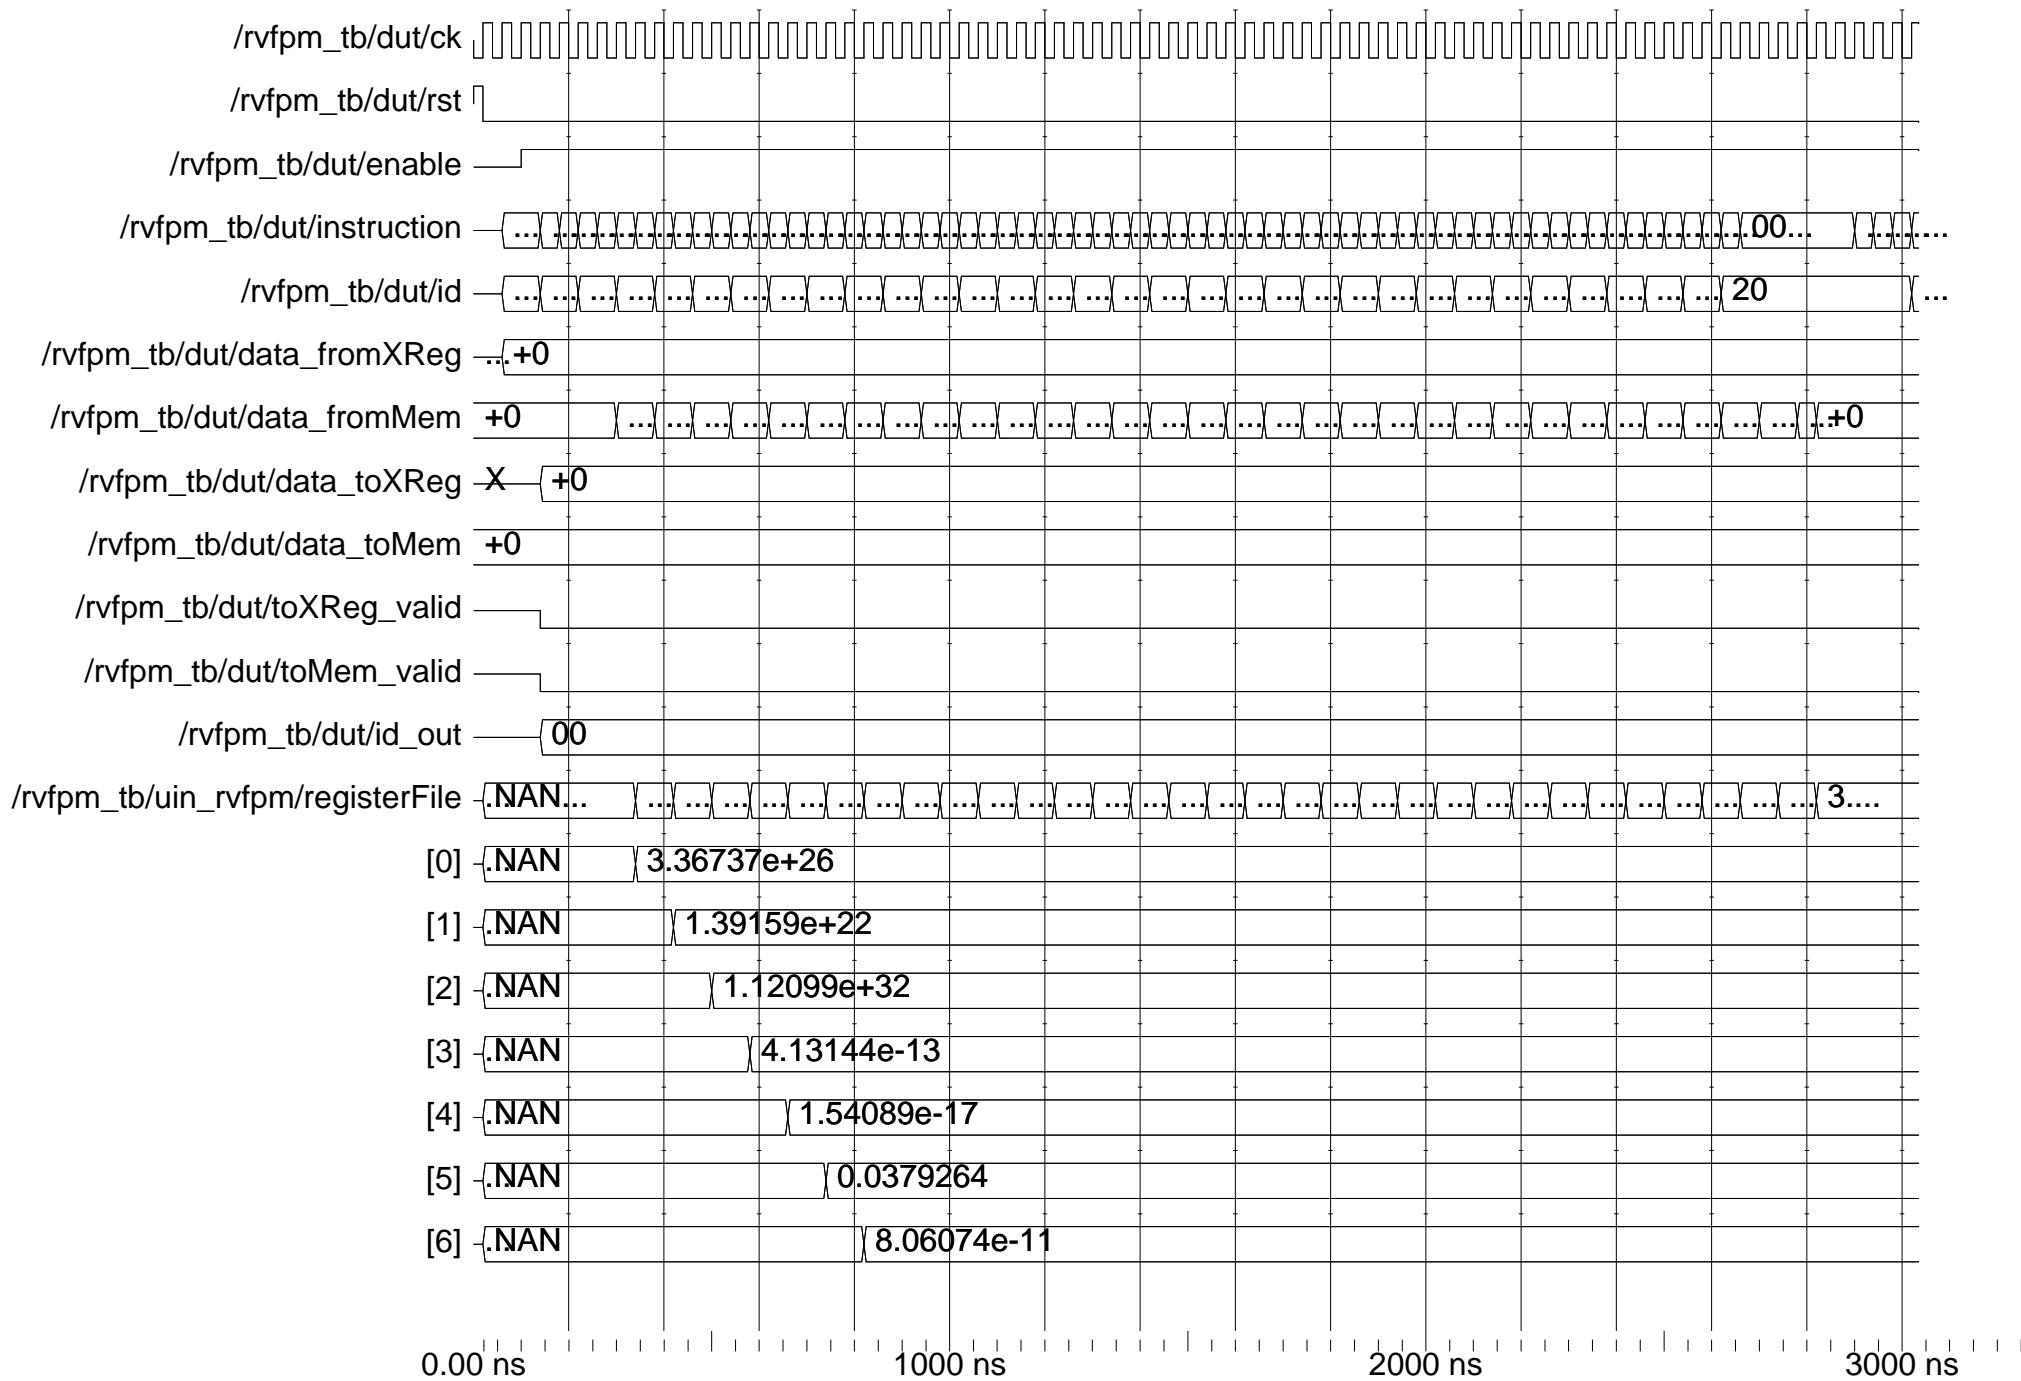 /rvfpm_tb/dut/ck
/rvfpm_tb/dut/rst
/rvfpm_tb/dut/enable
/rvfpm_tb/dut/instruction ... 00...
/rvfpm_tb/dut/id ... ... ... ... ... ... ... ... ... ... ... ... ... ... ... ... ... ... ... ... ... ... ... ... ... ... ... ... ... ... ... ... 20 ...
/rvfpm_tb/dut/data_fromXReg ...+0
/rvfpm_tb/dut/data_fromMem +0 ... ... ... ... ... ... ... ... ... ... ... ... ... ... ... ... ... ... ... ... ... ... ... ... ... ... ... ... ... ... ... ... +0
/rvfpm_tb/dut/data_toXReg X +0
/rvfpm_tb/dut/data_toMem +0
/rvfpm_tb/dut/toXReg_valid
/rvfpm_tb/dut/toMem_valid
/rvfpm_tb/dut/id_out 00
/rvfpm_tb/uin_rvfpm/registerFile ..NAN... ... ... ... ... ... ... ... ... ... ... ... ... ... ... ... ... ... ... ... ... ... ... ... ... ... ... ... ... ... ... ... 3....
[0] ..NAN 3.36737e+26
[1] ..NAN 1.39159e+22
[2] ..NAN 1.12099e+32
[3] ..NAN 4.13144e-13
[4] ..NAN 1.54089e-17
[5] ..NAN 0.0379264
[6] ..NAN 8.06074e-11
0.00 ns 1000 ns 2000 ns 3000 ns